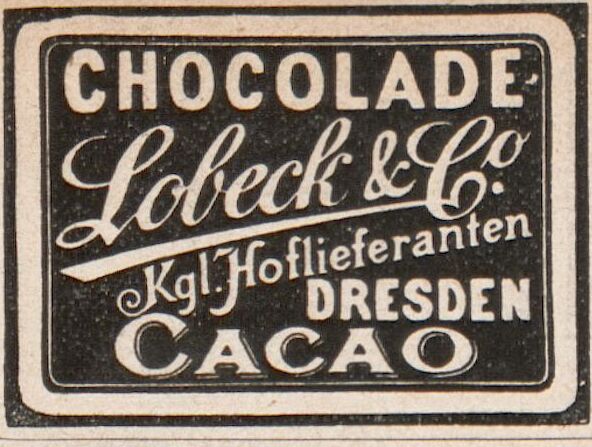 CHOCOLADE
Lobeck & Co.
Kgl. Hoflieferanten
DRESDEN
CACAO